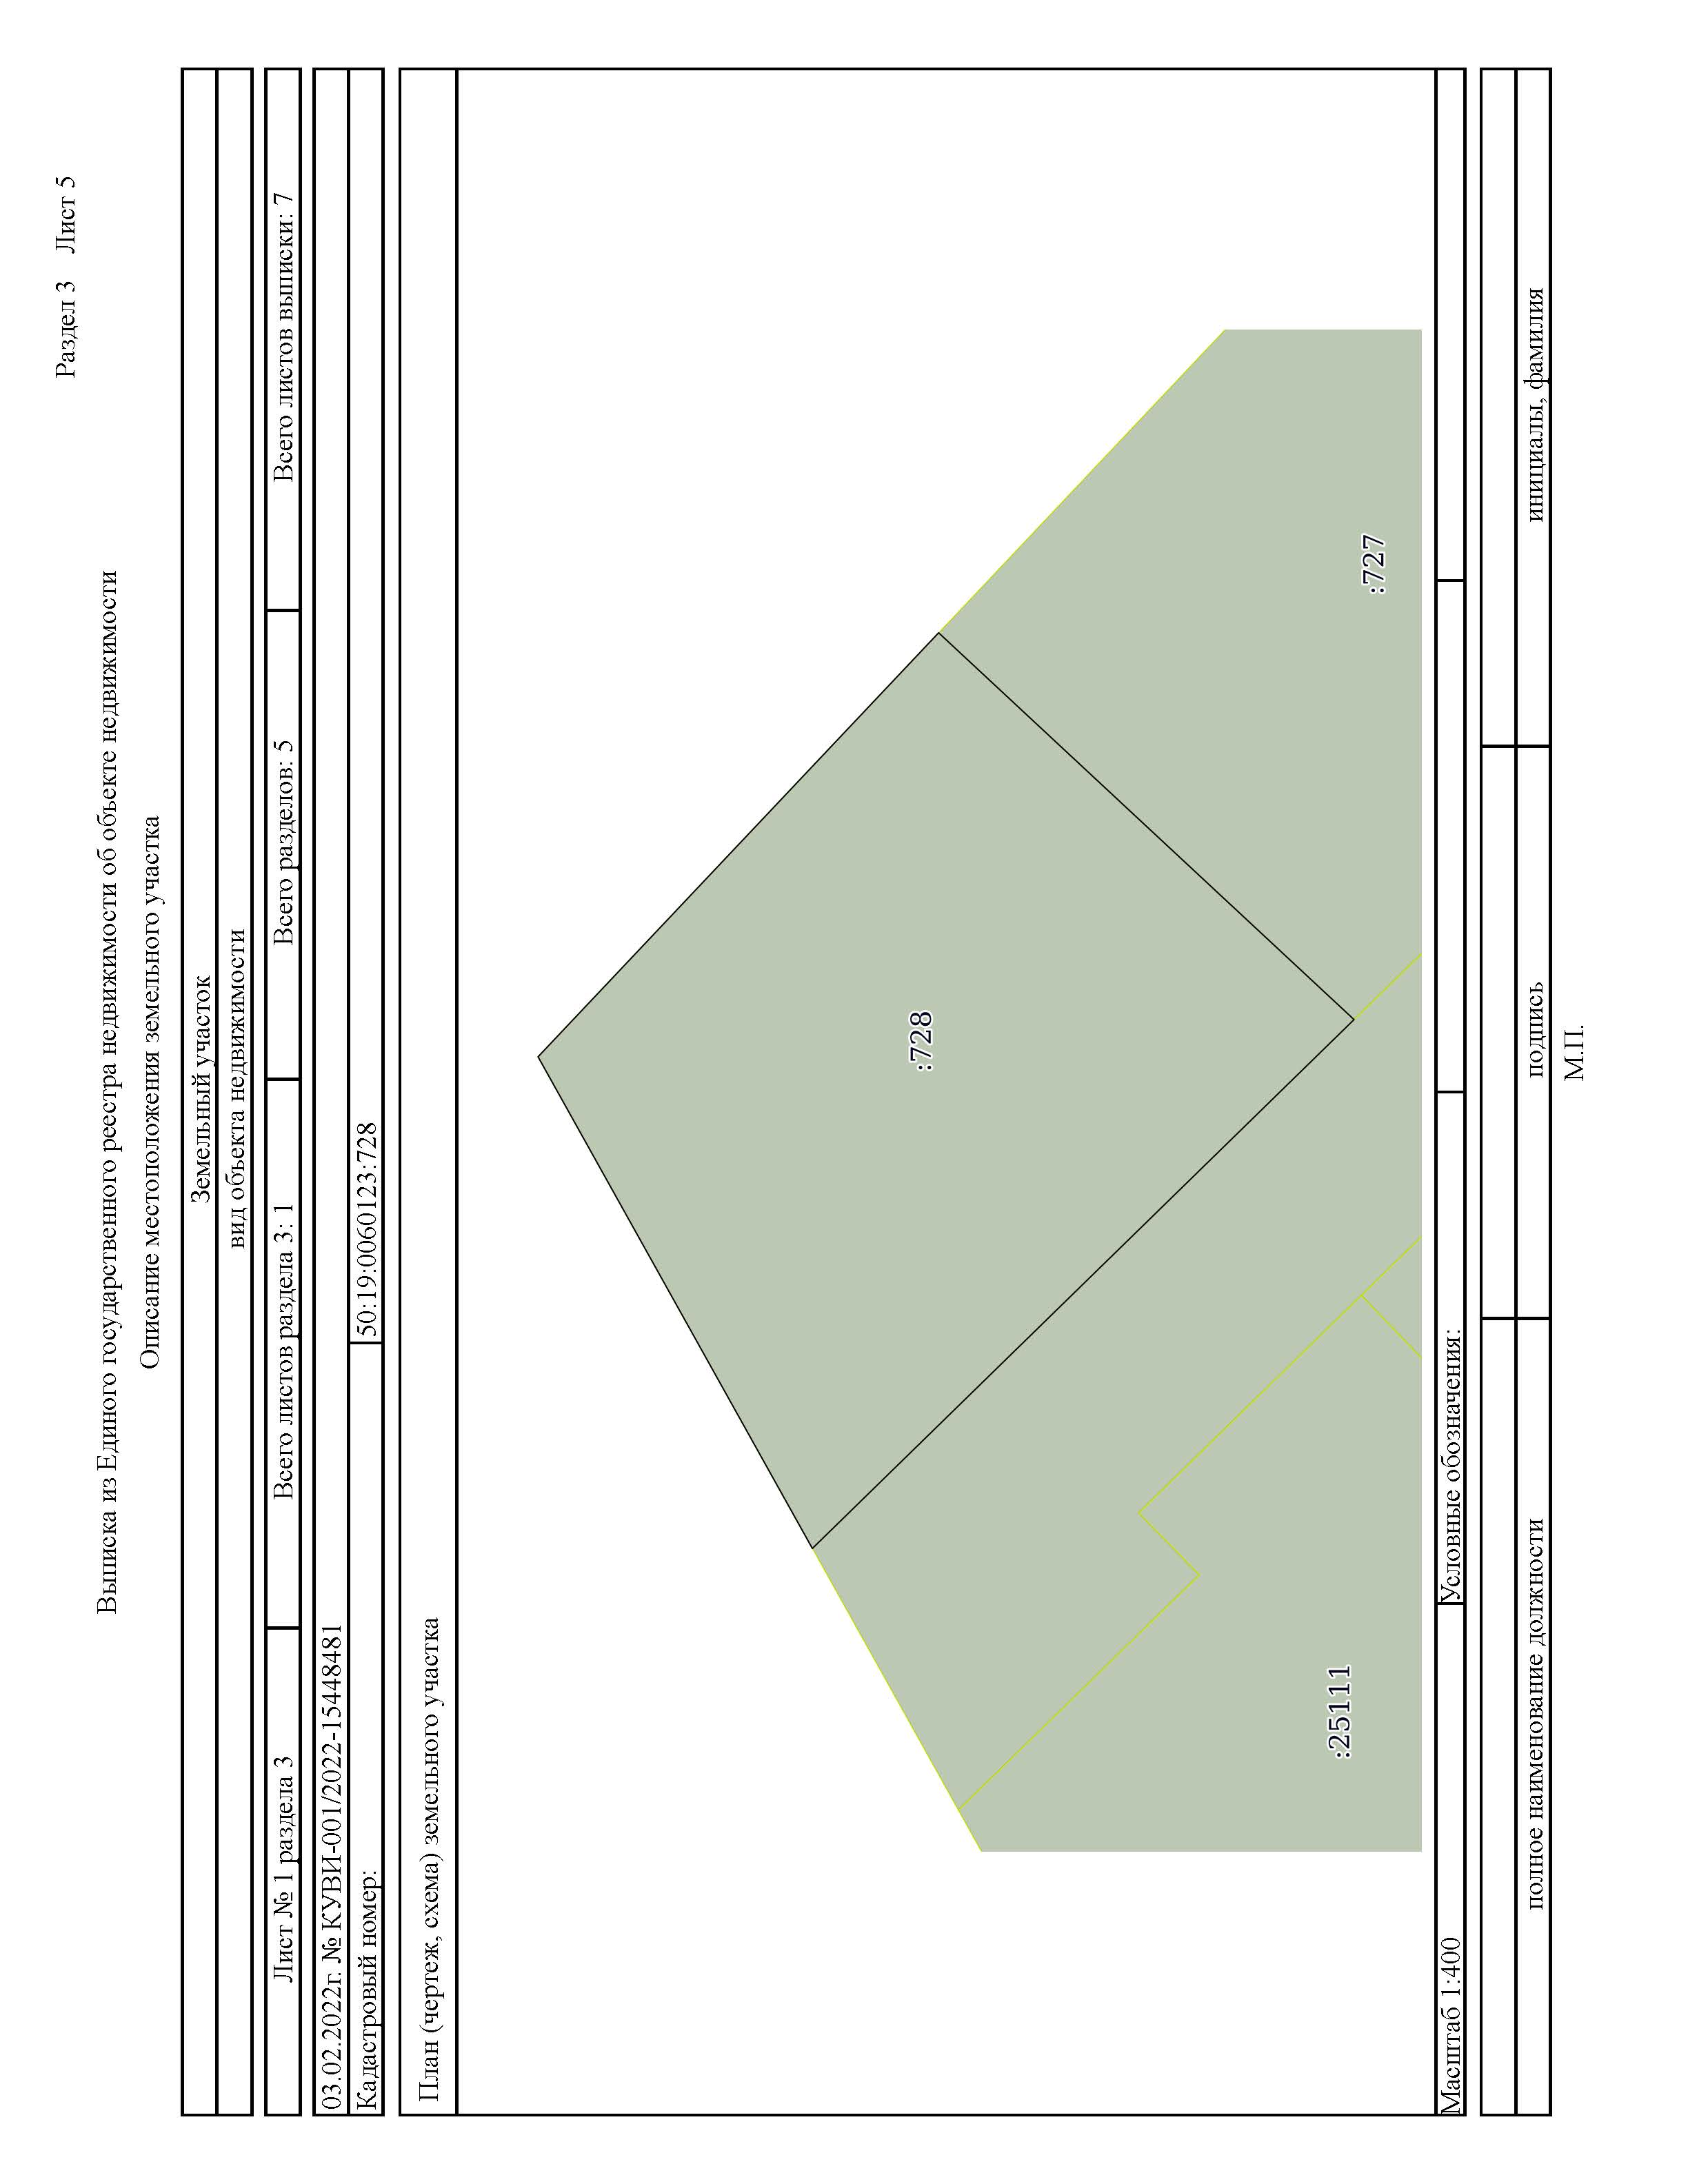 Раздел 3 Лист 5
Выписка из Единого государственного реестра недвижимости об объекте недвижимости
Описание местоположения земельного участка
Земельный участок
вид объекта недвижимости
Лист № 1 раздела 3 Всего листов раздела 3: 1 Всего разделов: 5 Всего листов выписки: 7
03.02.2022г. № КУВИ-001/2022-15448481
Кадастровый номер: 50:19:0060123:728
План (чертеж, схема) земельного участка
:728
:25111
:727
Масштаб 1:400 Условные обозначения:
полное наименование должности подпись инициалы, фамилия
М.П.